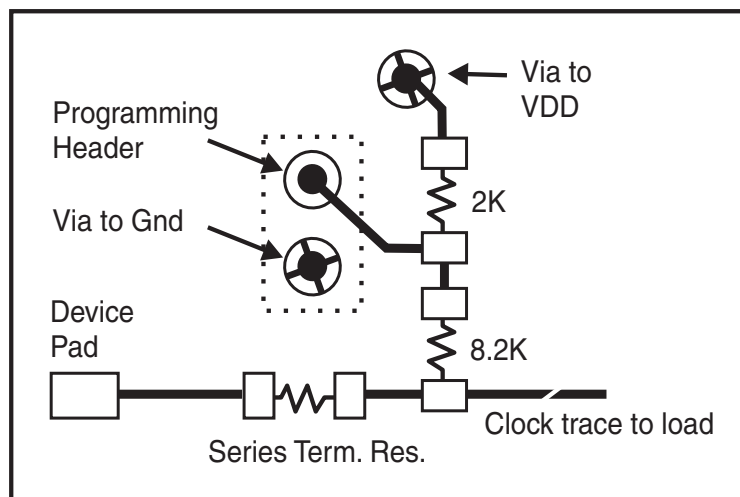 Via to
VDD
Programming
Header
2K
Via to Gnd
Device
Pad
8.2K
Clock trace to load
Series Term. Res.